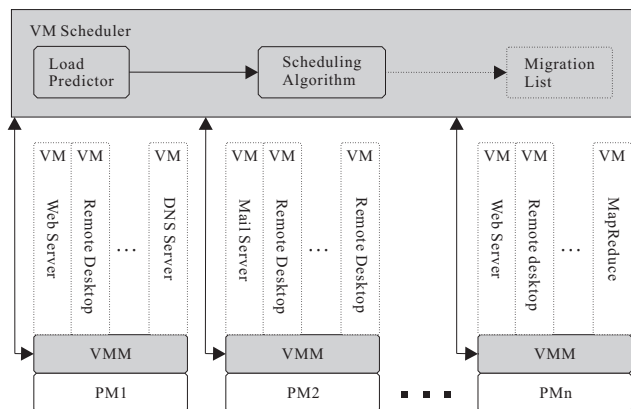 VM Scheduler
Load
Predictor
Scheduling
Algorithm
Migration
List
VM VM VM
Web Server
Remote Desktop
...
DNS Server
VMM
PM1
VM VM VM
Mail Server
Remote Desktop
...
Remote Desktop
VMM
PM2
VM VM VM
Web Server
Remote desktop
...
MapReduce
VMM
PMn